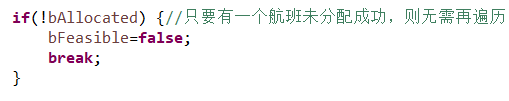 if(!bAllocated) {//只要有一个航班未分配成功，则无需再遍历
    bFeasible=false;
    break;
}